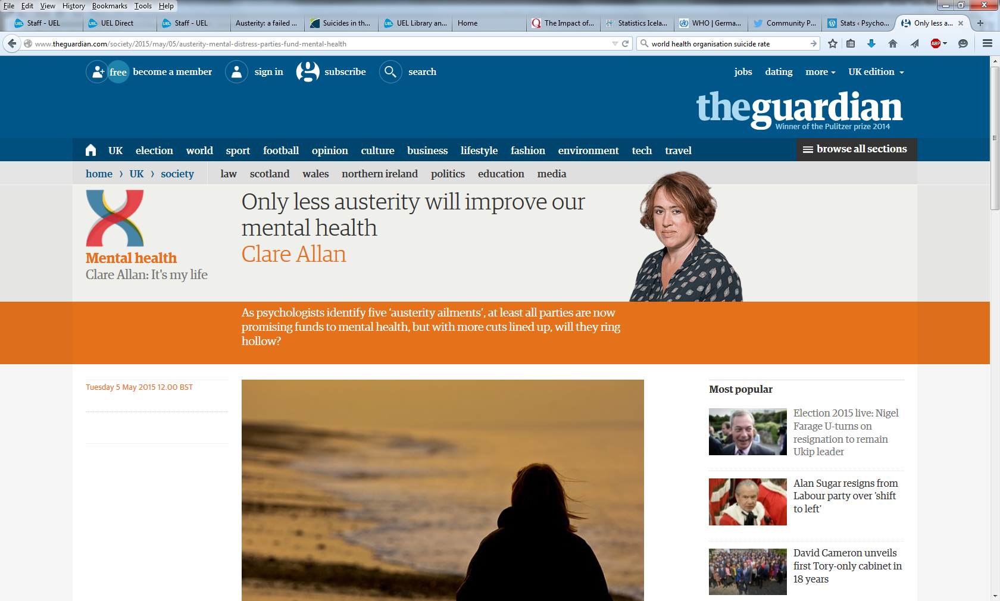 File Edit View History Bookmarks Tools Help
Staff - UEL UEL Direct Staff - UEL Austerity: a failed ... Suicides in th... UEL Library an... Home The Impact of... Statistics Icela... WHO | Germa... Community P... Stats ‹ Psycho... Only less a...
www.theguardian.com/society/2015/may/05/austerity-mental-distress-parties-fund-mental-health world health organisation suicide rate ABP
free become a member sign in subscribe search jobs dating more UK edition
theguardian
Winner of the Pulitzer prize 2014
UK election world sport football opinion culture business lifestyle fashion environment tech travel browse all sections
home › UK › society law scotland wales northern ireland politics education media
Only less austerity will improve our
mental health
Clare Allan
Mental health
Clare Allan: It's my life
As psychologists identify five ‘austerity ailments’, at least all parties are now
promising funds to mental health, but with more cuts lined up, will they ring
hollow?
Tuesday 5 May 2015 12.00 BST
Most popular
Election 2015 live: Nigel
Farage U-turns on
resignation to remain
Ukip leader
Alan Sugar resigns from
Labour party over 'shift
to left'
David Cameron unveils
first Tory-only cabinet in
18 years